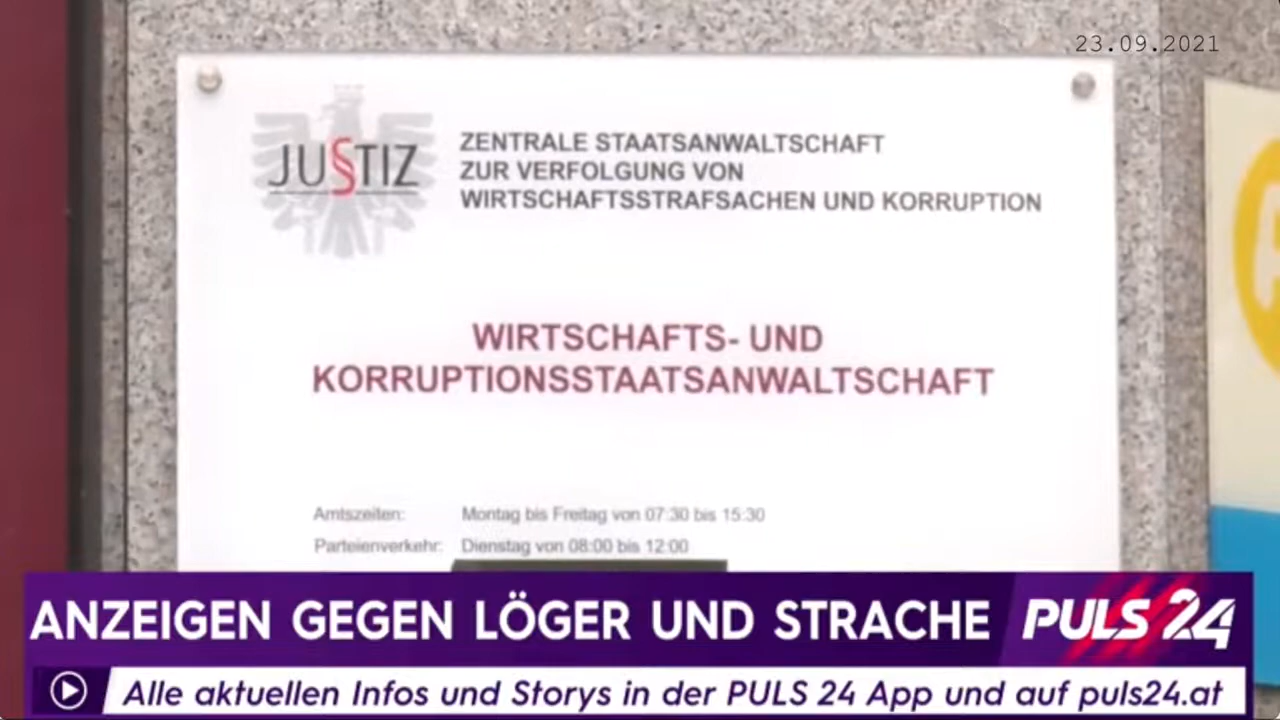 23.09.2021
JUSTIZ
ZENTRALE STAATSANWALTSCHAFT
ZUR VERFOLGUNG VON
WIRTSCHAFTSSTRAFSACHEN UND KORRUPTION
WIRTSCHAFTS- UND
KORRUPTIONSSTAATSANWALTSCHAFT
Amtszeiten: Montag bis Freitag von 07:30 bis 15:30
Parteienverkehr: Dienstag von 08:00 bis 12:00
ANZEIGEN GEGEN LÖGER UND STRACHE
PULS 24
Alle aktuellen Infos und Storys in der PULS 24 App und auf puls24.at